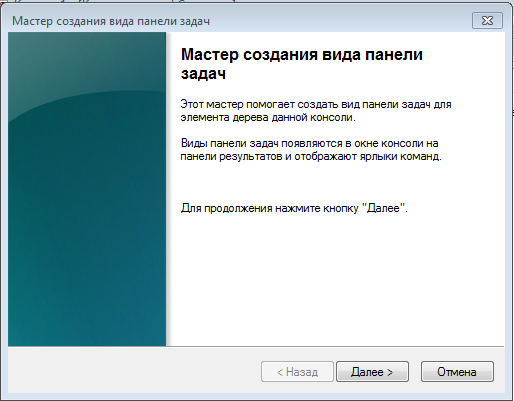 Мастер создания вида панели задач
Мастер создания вида панели
задач
Этот мастер помогает создать вид панели задач для
элемента дерева данной консоли.
Виды панели задач появляются в окне консоли на
панели результатов и отображают ярлыки команд.
Для продолжения нажмите кнопку "Далее".
< Назад
Далее >
Отмена